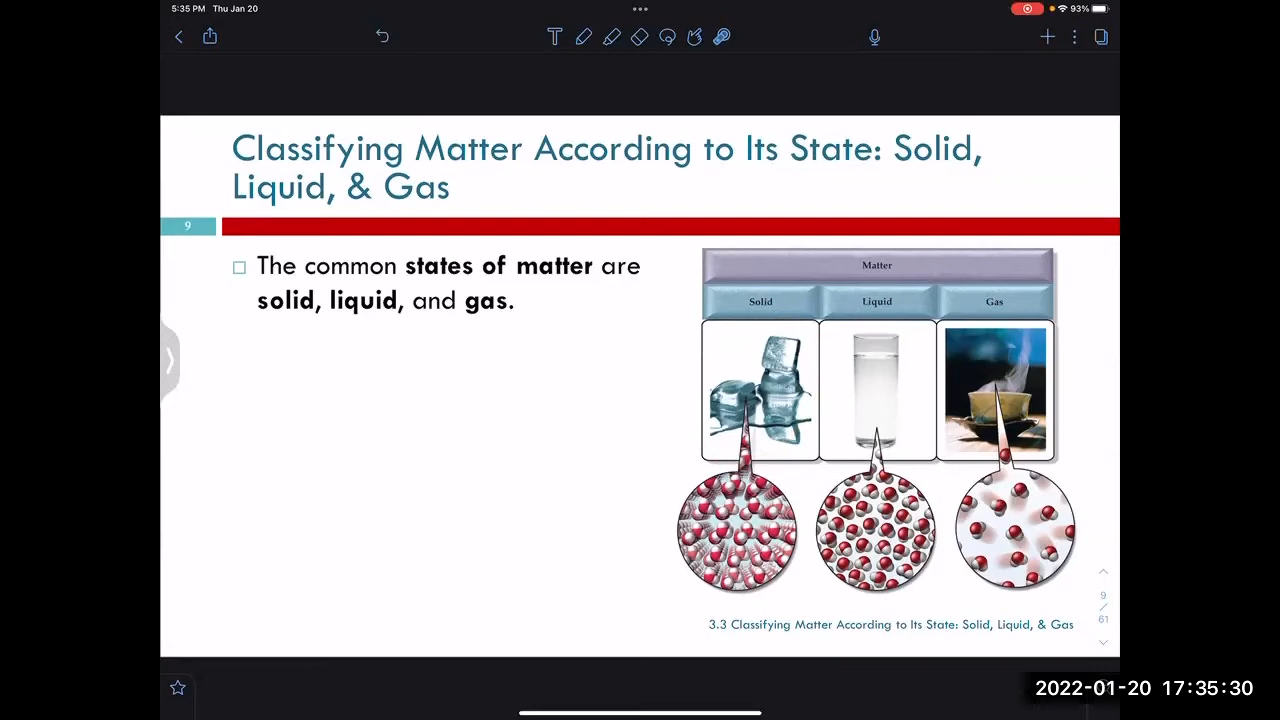 5:35 PM Thu Jan 20
93%
Classifying Matter According to Its State: Solid,
Liquid, & Gas
9
The common states of matter are
solid, liquid, and gas.
Matter
Solid Liquid Gas
3.3 Classifying Matter According to Its State: Solid, Liquid, & Gas
9
/
61
2022-01-20 17:35:30